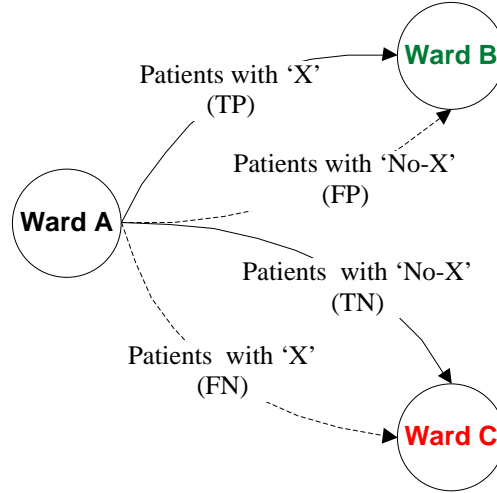 Ward B
Patients with ‘X’
(TP)
Patients with ‘No-X’
(FP)
Ward A
Patients with ‘No-X’
(TN)
Patients with ‘X’
(FN)
Ward C